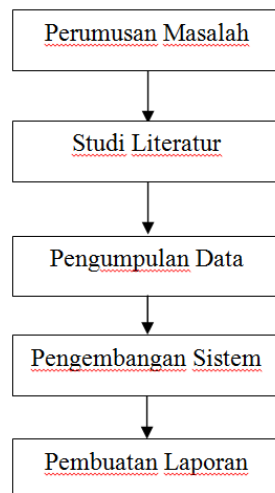 Perumusan Masalah
Studi Literatur
Pengumpulan Data
Pengembangan Sistem
Pembuatan Laporan